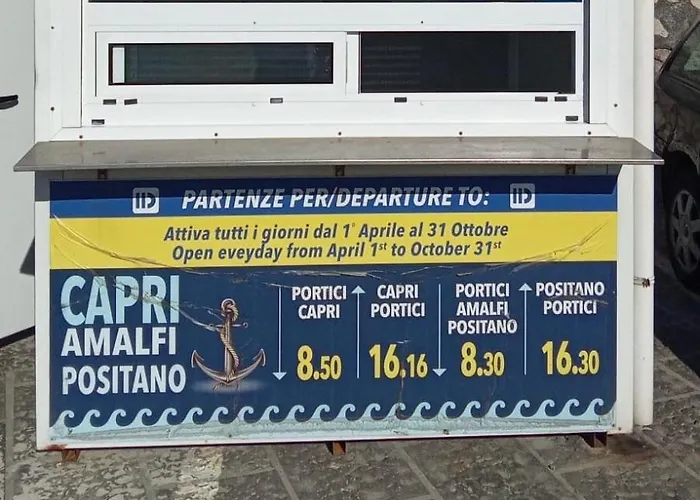 PARTENZE PER/DEPARTURE TO:
Attiva tutti i giorni dal 1° Aprile al 31 Ottobre
Open eveyday from April 1st to October 31st
CAPRI
AMALFI
POSITANO
PORTICI
CAPRI
8.50
CAPRI
PORTICI
16.16
PORTICI
AMALFI
POSITANO
8.30
POSITANO
PORTICI
16.30